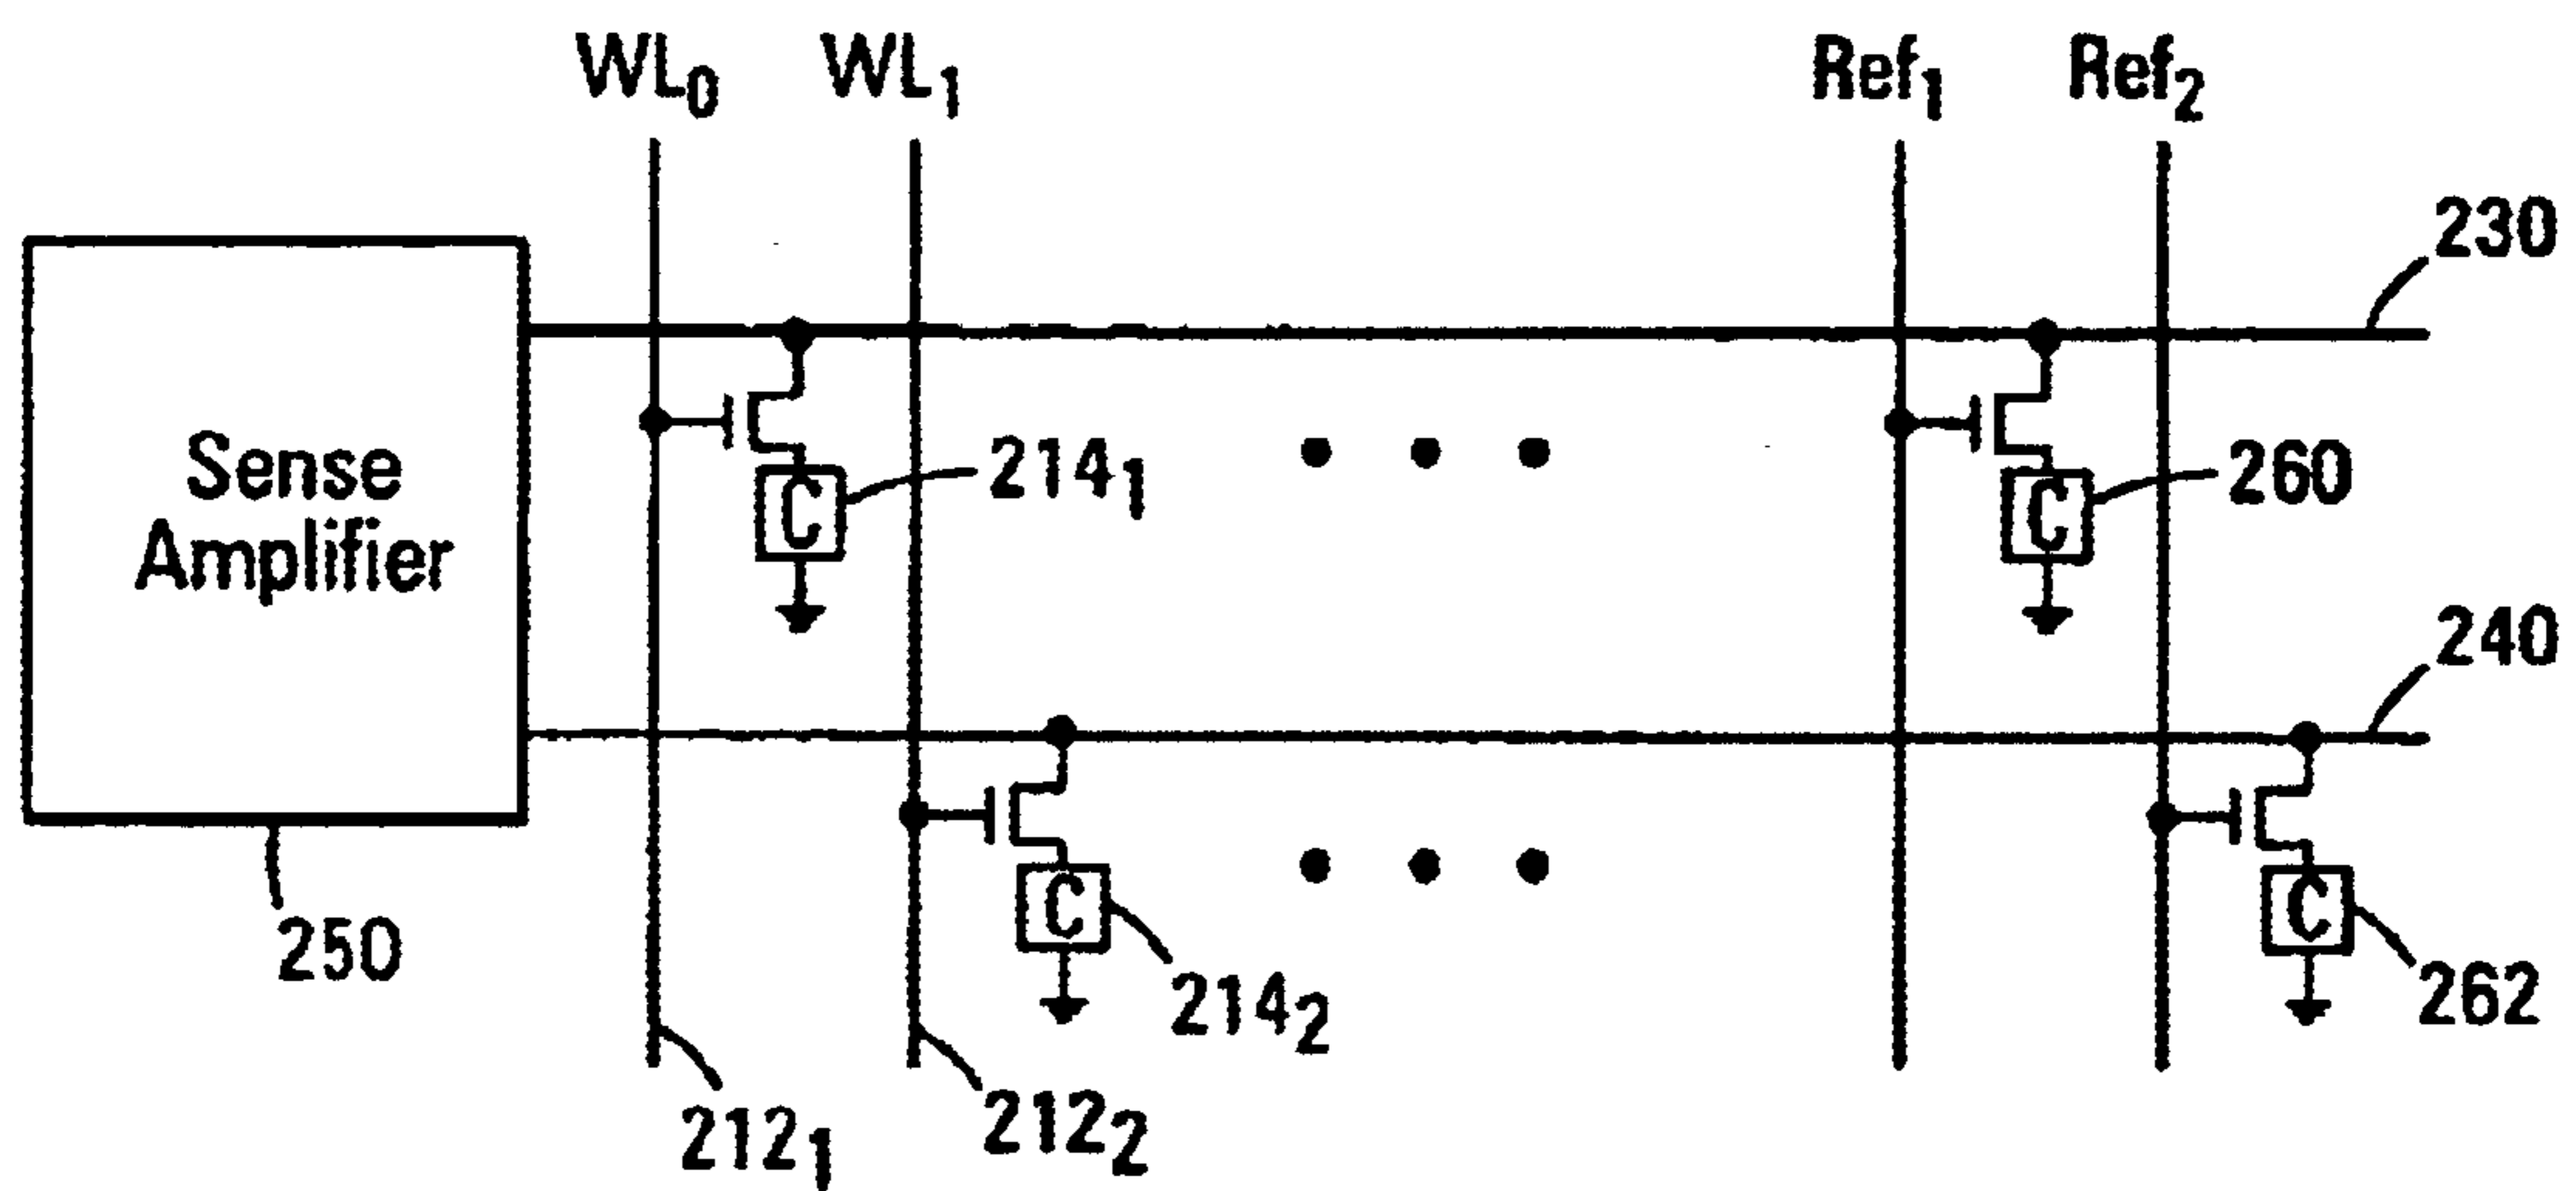 WL₀ WL₁ Ref₁ Ref₂
230
Sense
Amplifier
C
214₁
C
260
240
C
214₂
C
262
250
212₁
212₂